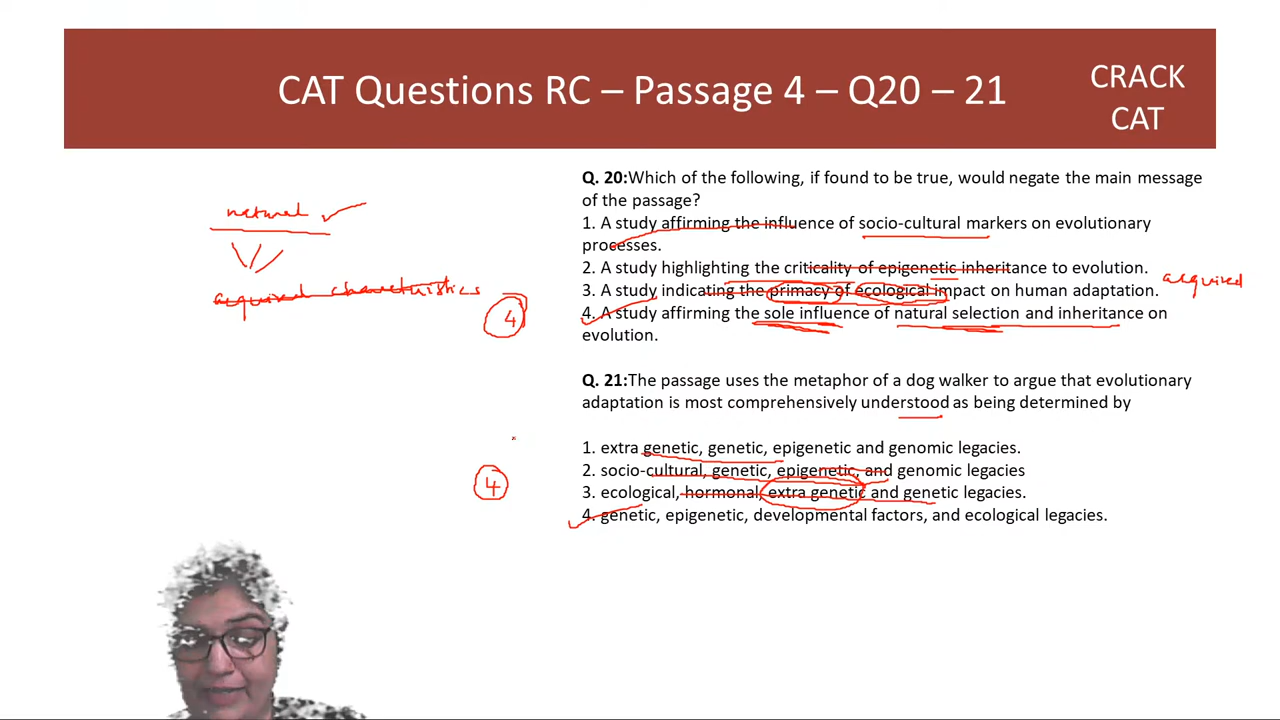 CAT Questions RC – Passage 4 – Q20 – 21
CRACK
CAT
natural
acquired charecteristics
4
Q. 20:Which of the following, if found to be true, would negate the main message
of the passage?
1. A study affirming the influence of socio-cultural markers on evolutionary
processes.
2. A study highlighting the criticality of epigenetic inheritance to evolution.
3. A study indicating the primacy of ecological impact on human adaptation.
acquired
4. A study affirming the sole influence of natural selection and inheritance on
evolution.
Q. 21:The passage uses the metaphor of a dog walker to argue that evolutionary
adaptation is most comprehensively understood as being determined by
1. extra genetic, genetic, epigenetic and genomic legacies.
2. socio-cultural, genetic, epigenetic, and genomic legacies
3. ecological, hormonal, extra genetic and genetic legacies.
4. genetic, epigenetic, developmental factors, and ecological legacies.
4